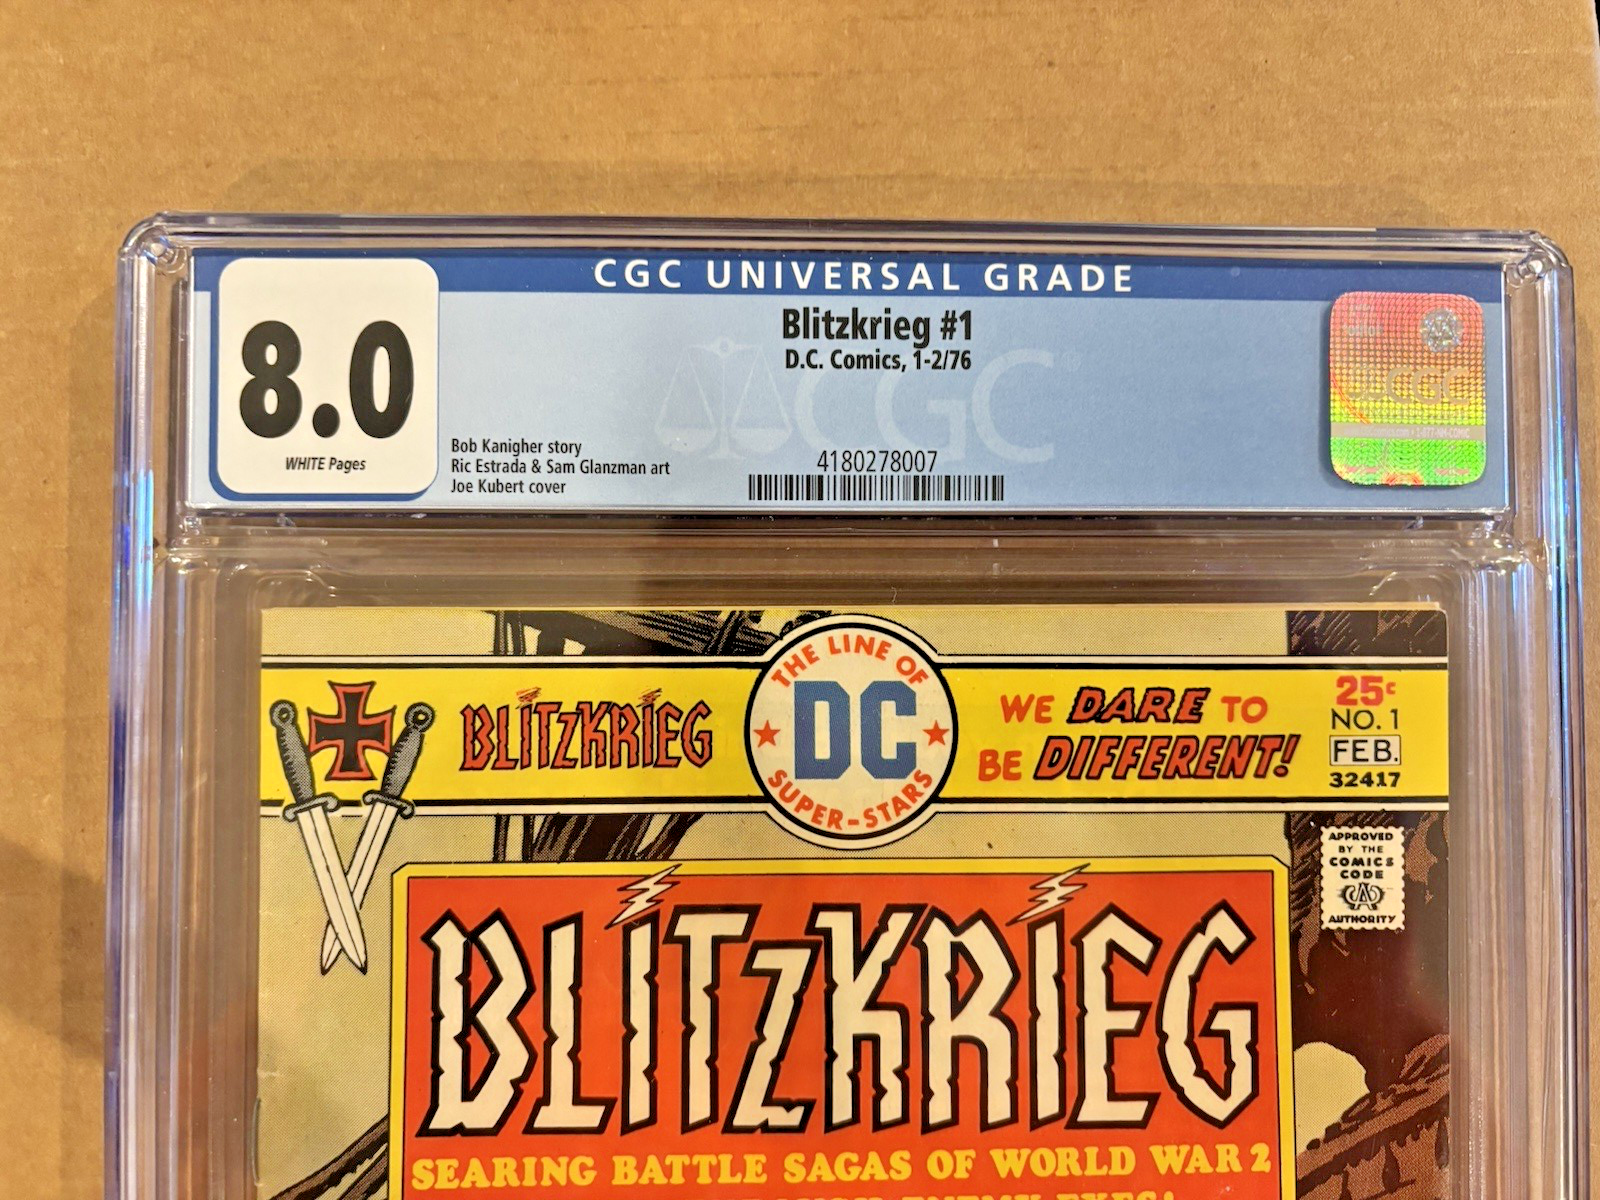 CGC UNIVERSAL GRADE
8.0
WHITE Pages
Blitzkrieg #1
D.C. Comics, 1-2/76
CGC
Bob Kanigher story
Ric Estrada & Sam Glanzman art
Joe Kubert cover
4180278007
CGC
BLITZKRIEG
THE LINE OF
DC
SUPER-STARS
WE DARE TO
BE DIFFERENT!
25¢
NO. 1
FEB.
32417
APPROVED
BY THE
COMICS
CODE
AUTHORITY
BLITZKRIEG
SEARING BATTLE SAGAS OF WORLD WAR 2
ENEMY EYES!